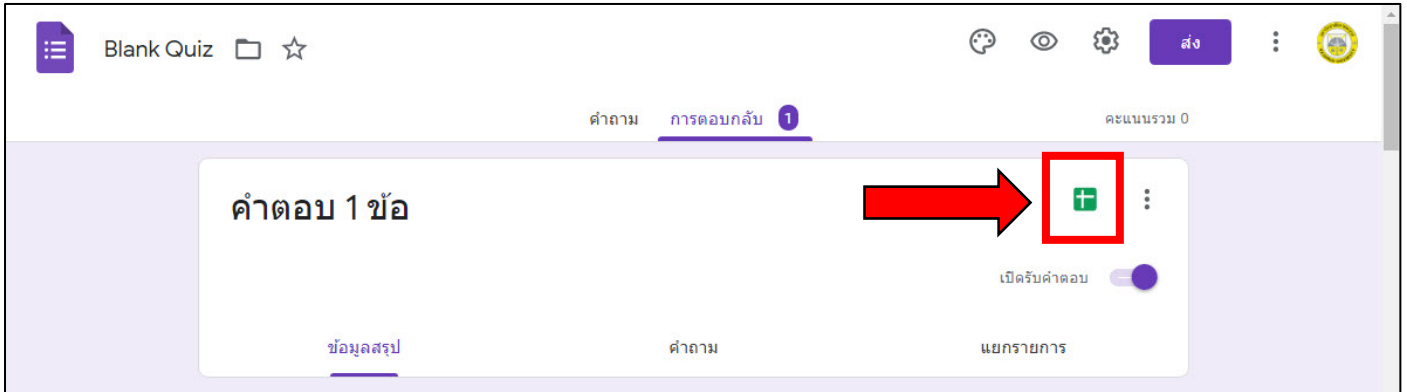 Blank Quiz
ส่ง
คำถาม การตอบกลับ 1
คะแนนรวม 0
คำตอบ 1 ข้อ
เปิดรับคำตอบ
ข้อมูลสรุป คำถาม แยกรายการ